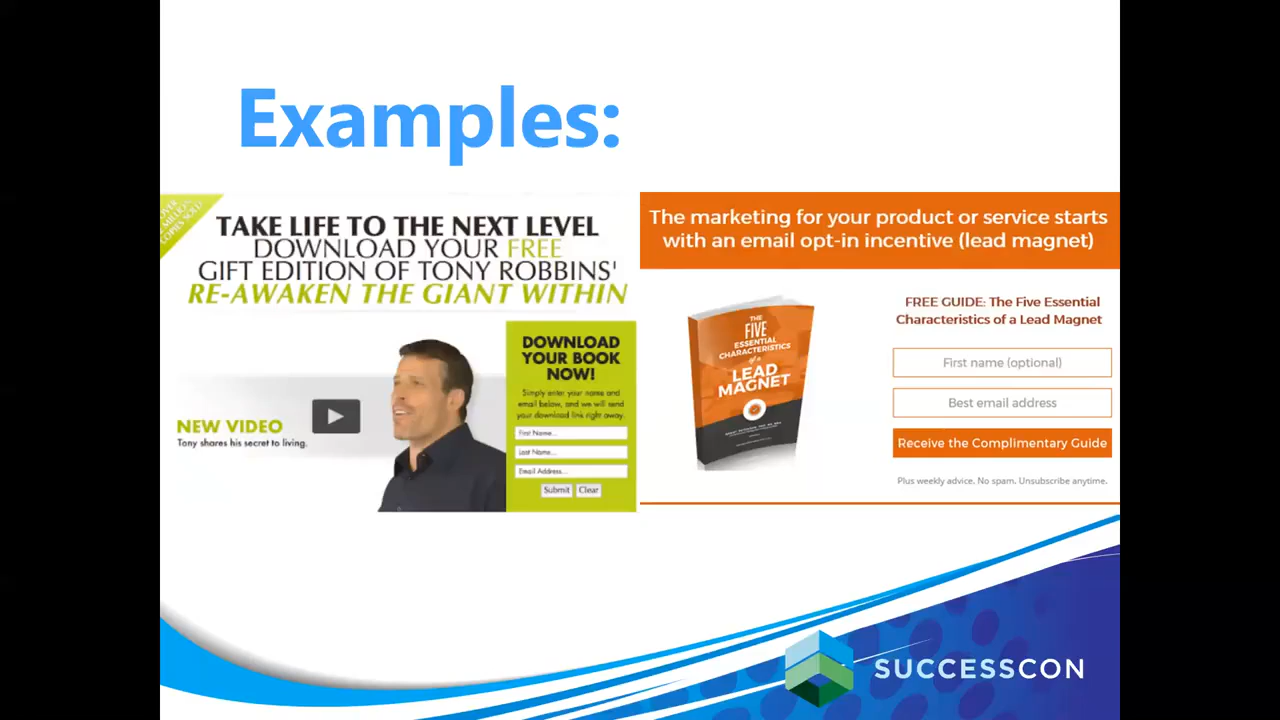 Examples:
OVER
MILLION
COPIES SOLD
TAKE LIFE TO THE NEXT LEVEL
DOWNLOAD YOUR FREE
GIFT EDITION OF TONY ROBBINS'
RE-AWAKEN THE GIANT WITHIN
NEW VIDEO
Tony shares his secret to living.
DOWNLOAD
YOUR BOOK
NOW!
Simply enter your name and
email below, and we will send
your download link right away.
First Name...
Last Name...
Email Address...
Submit
Clear
The marketing for your product or service starts
with an email opt-in incentive (lead magnet)
THE
FIVE
ESSENTIAL
CHARACTERISTICS
of a
LEAD
MAGNET
FREE GUIDE: The Five Essential
Characteristics of a Lead Magnet
First name (optional)
Best email address
Receive the Complimentary Guide
Plus weekly advice. No spam. Unsubscribe anytime.
SUCCESSCON